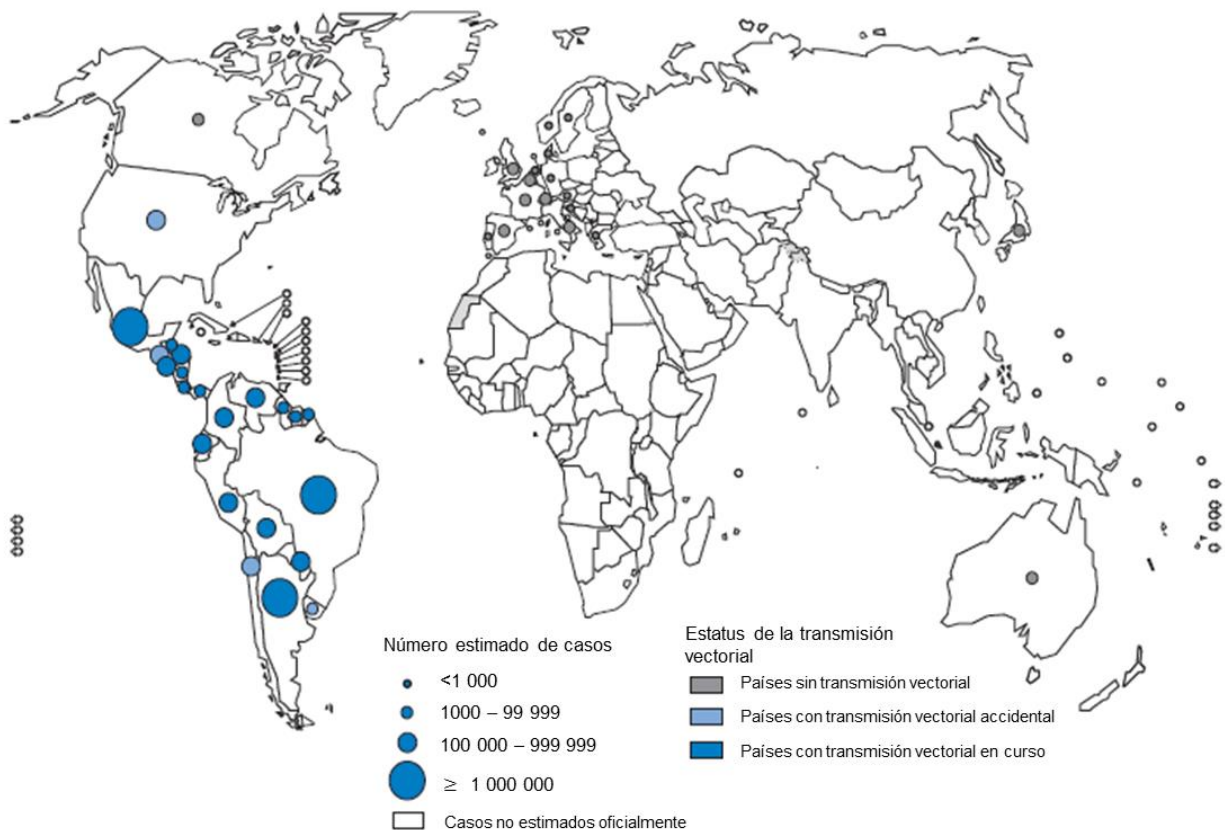 Número estimado de casos
<1 000
1000 – 99 999
100 000 – 999 999
≥ 1 000 000
Casos no estimados oficialmente
Estatus de la transmisión
vectorial
Países sin transmisión vectorial
Países con transmisión vectorial accidental
Países con transmisión vectorial en curso